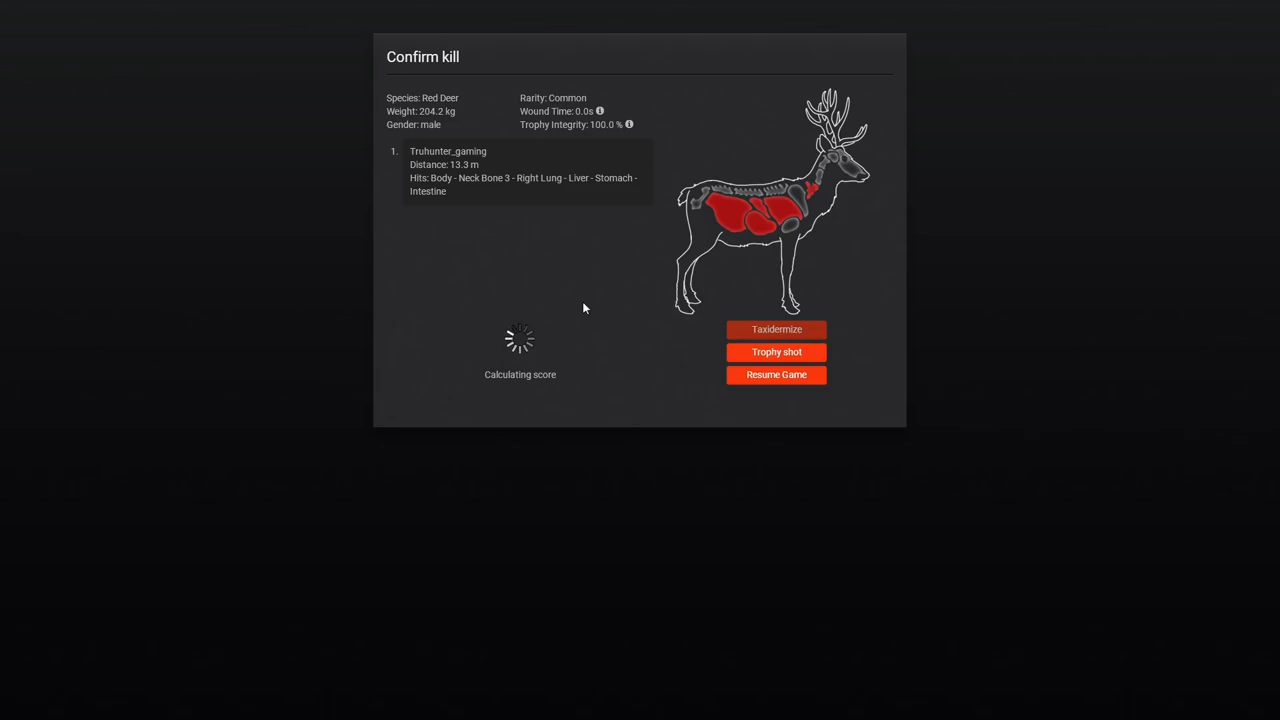 Confirm kill
Species: Red Deer
Rarity: Common
Weight: 204.2 kg
Wound Time: 0.0s
Gender: male
Trophy Integrity: 100.0 %
1. Truhunter_gaming
Distance: 13.3 m
Hits: Body - Neck Bone 3 - Right Lung - Liver - Stomach -
Intestine
Taxidermize
Trophy shot
Calculating score
Resume Game